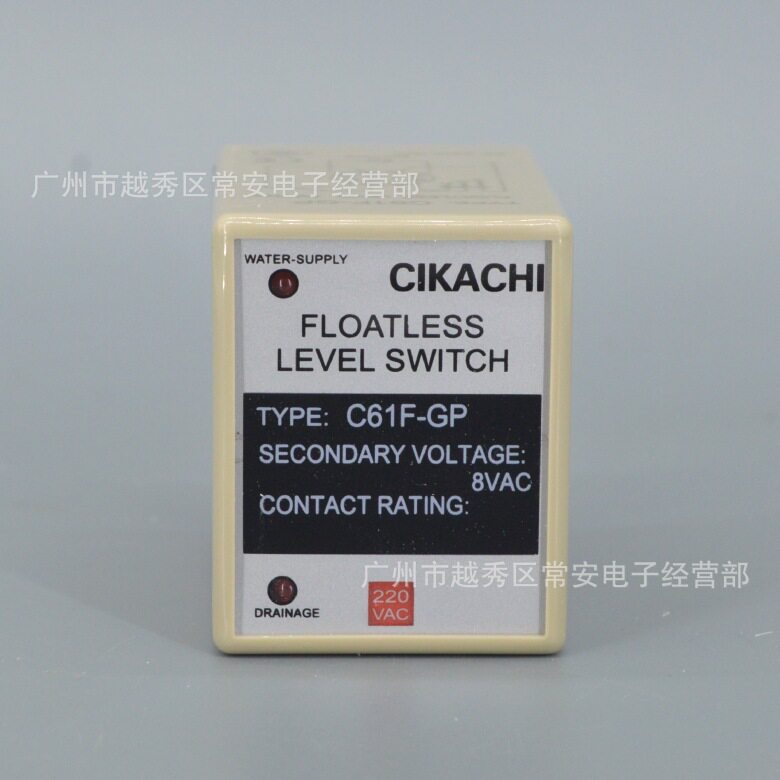 广州市越秀区常安电子经营部
WATER-SUPPLY
CIKACHI
FLOATLESS
LEVEL SWITCH
TYPE: C61F-GP
SECONDARY VOLTAGE:
8VAC
CONTACT RATING:
广州市越秀区常安电子经营部
DRAINAGE
220
VAC